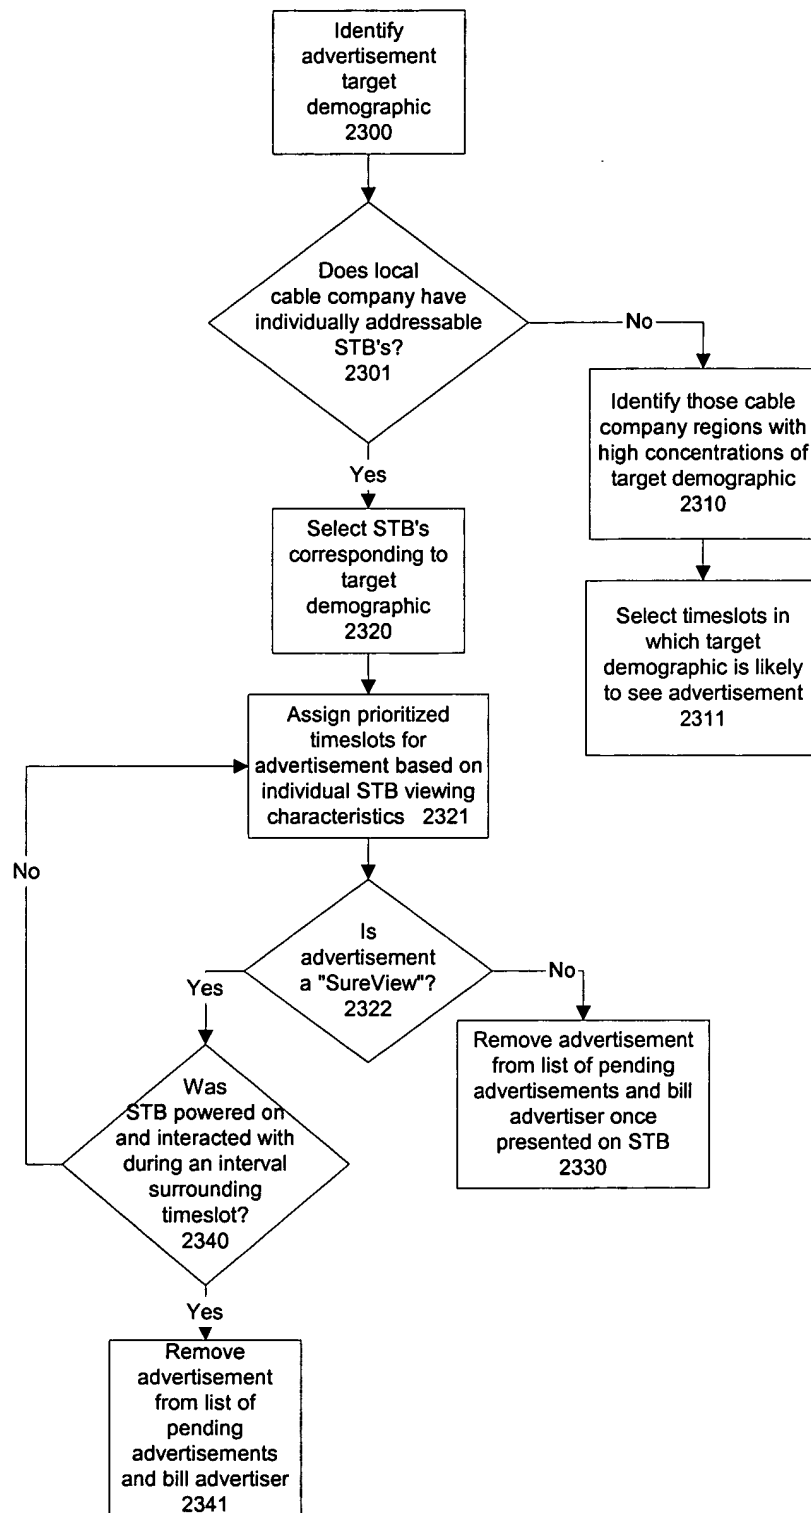 Identify
advertisement
target
demographic
2300
Does local
cable company have
individually addressable
STB's?
2301
No
Identify those cable
company regions with
high concentrations of
target demographic
2310
Yes
Select STB's
corresponding to
target
demographic
2320
Select timeslots in
which target
demographic is likely
to see advertisement
2311
Assign prioritized
timeslots for
advertisement based on
individual STB viewing
characteristics 2321
No
Is
advertisement
a "SureView"?
2322
Yes
No
Remove advertisement
from list of pending
advertisements and bill
advertiser once
presented on STB
2330
Was
STB powered on
and interacted with
during an interval
surrounding
timeslot?
2340
Yes
Remove
advertisement
from list of
pending
advertisements
and bill advertiser
2341